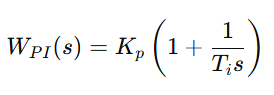 W_{PI}(s) = K_p \left( 1 + \frac{1}{T_i s} \right)